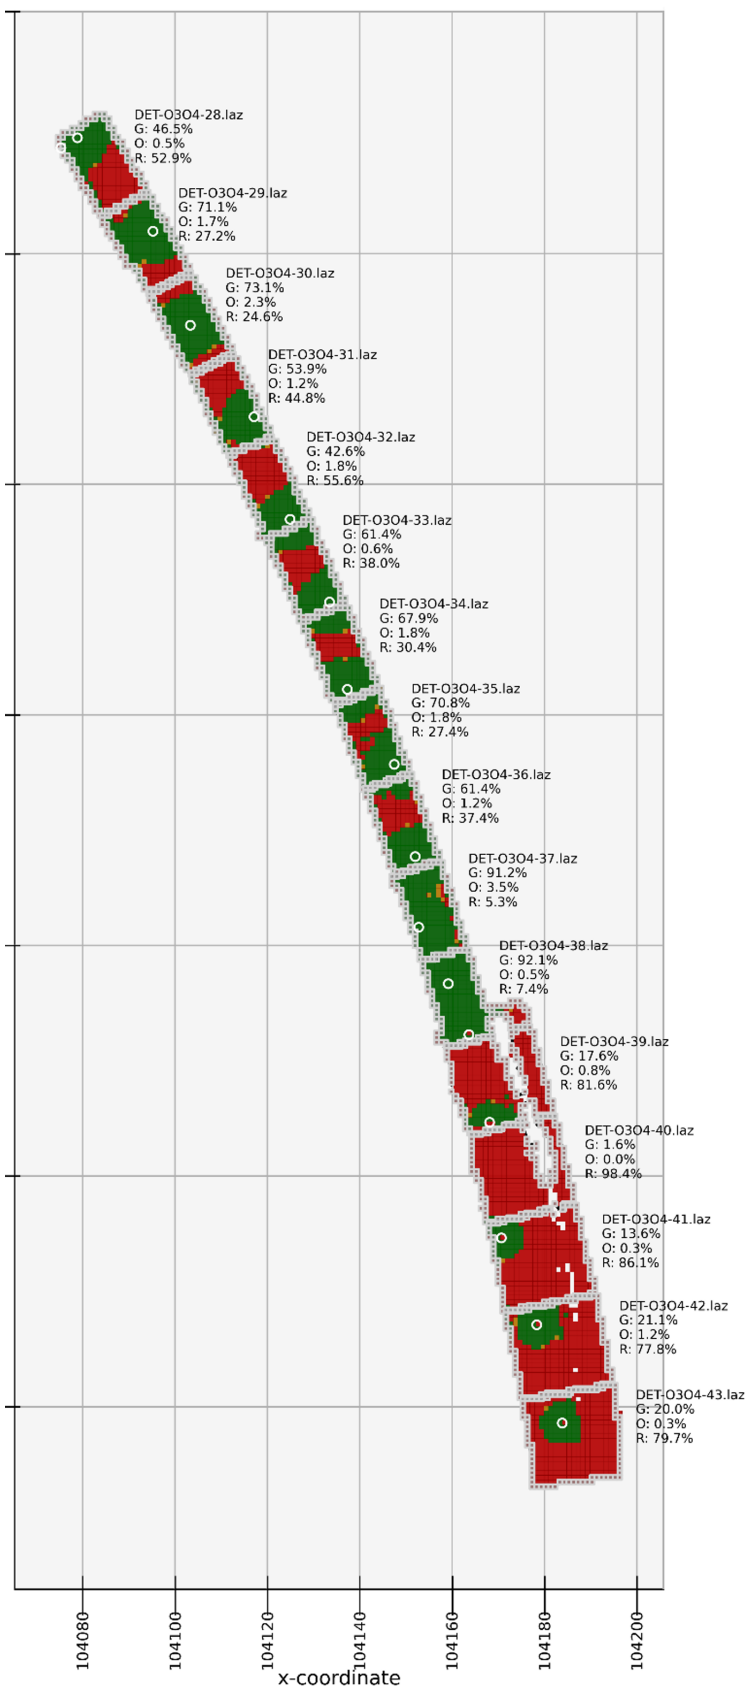 DET-O3O4-28.laz
G: 46.5%
O: 0.5%
R: 52.9%
DET-O3O4-29.laz
G: 71.1%
O: 1.7%
R: 27.2%
DET-O3O4-30.laz
G: 73.1%
O: 2.3%
R: 24.6%
DET-O3O4-31.laz
G: 53.9%
O: 1.2%
R: 44.8%
DET-O3O4-32.laz
G: 42.6%
O: 1.8%
R: 55.6%
DET-O3O4-33.laz
G: 61.4%
O: 0.6%
R: 38.0%
DET-O3O4-34.laz
G: 67.9%
O: 1.8%
R: 30.4%
DET-O3O4-35.laz
G: 70.8%
O: 1.8%
R: 27.4%
DET-O3O4-36.laz
G: 61.4%
O: 1.2%
R: 37.4%
DET-O3O4-37.laz
G: 91.2%
O: 3.5%
R: 5.3%
DET-O3O4-38.laz
G: 92.1%
O: 0.5%
R: 7.4%
DET-O3O4-39.laz
G: 17.6%
O: 0.8%
R: 81.6%
DET-O3O4-40.laz
G: 1.6%
O: 0.0%
R: 98.4%
DET-O3O4-41.laz
G: 13.6%
O: 0.3%
R: 86.1%
DET-O3O4-42.laz
G: 21.1%
O: 1.2%
R: 77.8%
DET-O3O4-43.laz
G: 20.0%
O: 0.3%
R: 79.7%
104080
104100
104120
104140
104160
104180
104200
x-coordinate